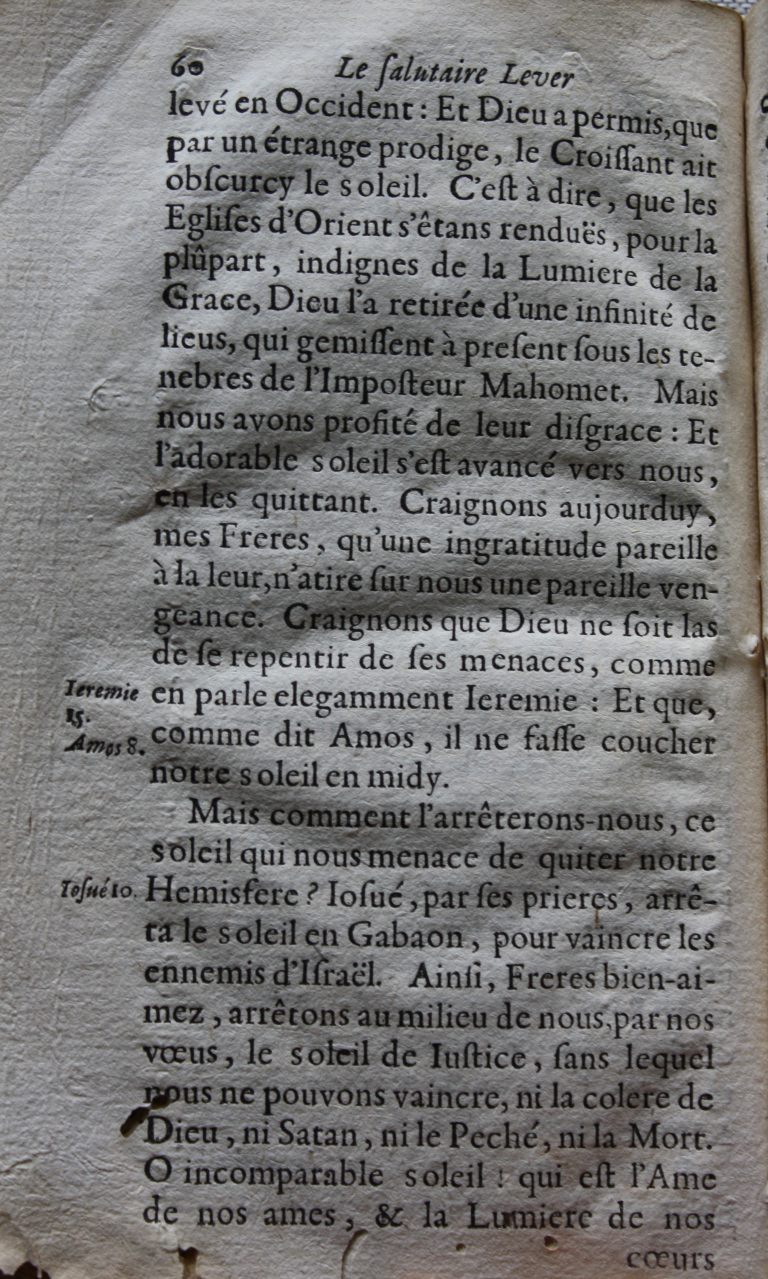 60 Le ſalutaire Lever
levé en Occident : Et Dieu a permis, que
par un étrange prodige, le Croiſſant ait
obſcurcy le soleil. C'eſt à dire, que les
Egliſes d'Orient s'êtans renduës, pour la
plûpart, indignes de la Lumiere de la
Grace, Dieu l'a retirée d'une infinité de
lieus, qui gemiſſent à preſent ſous les te-
nebres de l'Impoſteur Mahomet. Mais
nous avons profité de leur diſgrace : Et
l'adorable soleil s'eſt avancé vers nous,
en les quittant. Craignons aujourduy,
mes Freres, qu'une ingratitude pareille
à la leur, n'atire ſur nous une pareille ven-
geance. Craignons que Dieu ne ſoit las
de ſe repentir de ſes menaces, comme
Ieremie en parle elegamment Ieremie : Et que,
15.
Amos 8. comme dit Amos, il ne faſſe coucher
notre soleil en midy.
Mais comment l'arrêterons-nous, ce
soleil qui nous menace de quiter notre
Ioſué 10. Hemisfere ? Ioſué, par ſes prieres, arrê-
ta le soleil en Gabaon, pour vaincre les
ennemis d'Iſraël. Ainſi, Freres bien-ai-
mez, arrêtons au milieu de nous, par nos
vœus, le soleil de Iuſtice, ſans lequel
nous ne pouvons vaincre, ni la colere de
Dieu, ni Satan, ni le Peché, ni la Mort.
O incomparable soleil ! qui eſt l'Ame
de nos ames, & la Lumiere de nos
cœurs